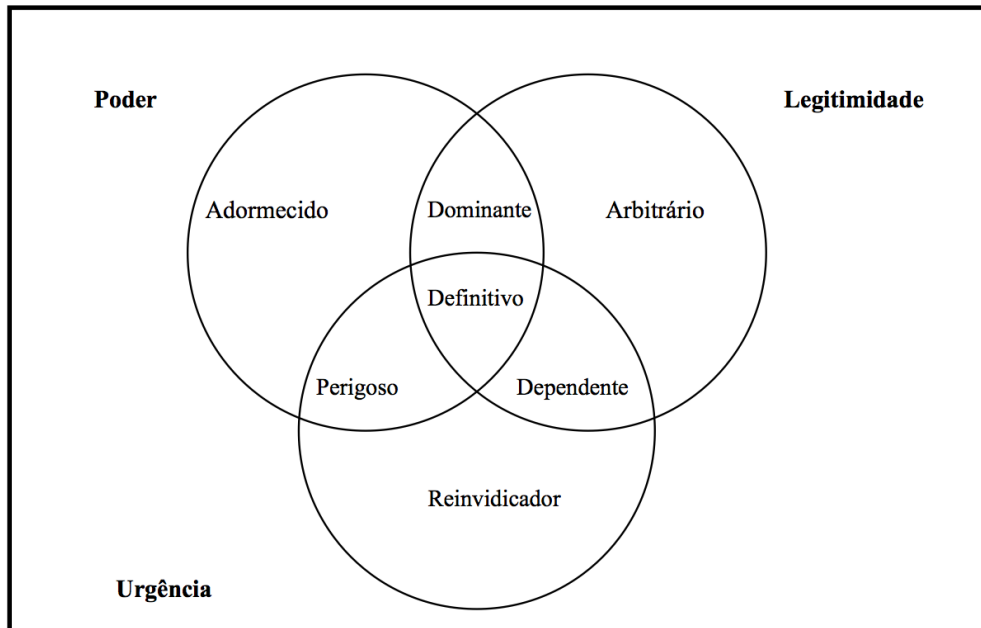 Poder
Legitimidade
Adormecido
Dominante
Arbitrário
Definitivo
Perigoso
Dependente
Reinvidicador
Urgência